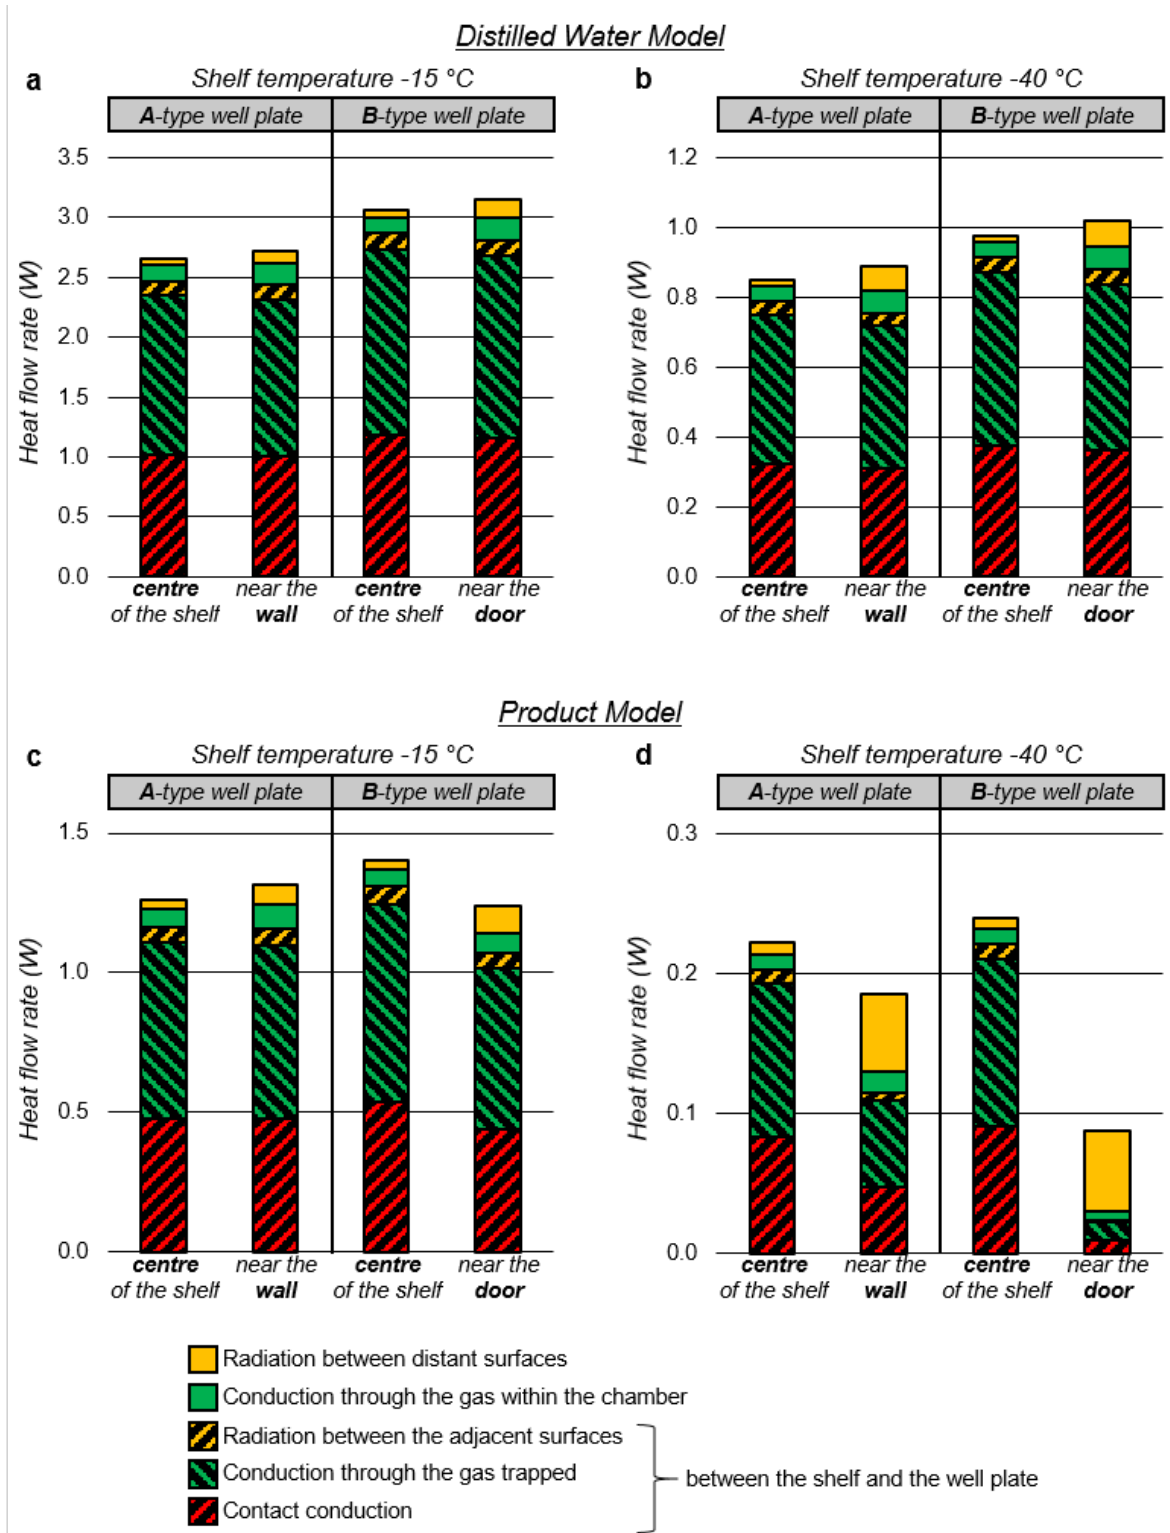 Distilled Water Model
a
Shelf temperature -15 °C
A-type well plate
B-type well plate
Heat flow rate (W)
3.5
3.0
2.5
2.0
1.5
1.0
0.5
0.0
centre
of the shelf
near the
wall
centre
of the shelf
near the
door
b
Shelf temperature -40 °C
A-type well plate
B-type well plate
Heat flow rate (W)
1.2
1.0
0.8
0.6
0.4
0.2
0.0
centre
of the shelf
near the
wall
centre
of the shelf
near the
door
Product Model
c
Shelf temperature -15 °C
A-type well plate
B-type well plate
Heat flow rate (W)
1.5
1.0
0.5
0.0
centre
of the shelf
near the
wall
centre
of the shelf
near the
door
d
Shelf temperature -40 °C
A-type well plate
B-type well plate
Heat flow rate (W)
0.3
0.2
0.1
0.0
centre
of the shelf
near the
wall
centre
of the shelf
near the
door
Radiation between distant surfaces
Conduction through the gas within the chamber
Radiation between the adjacent surfaces
Conduction through the gas trapped
Contact conduction
between the shelf and the well plate